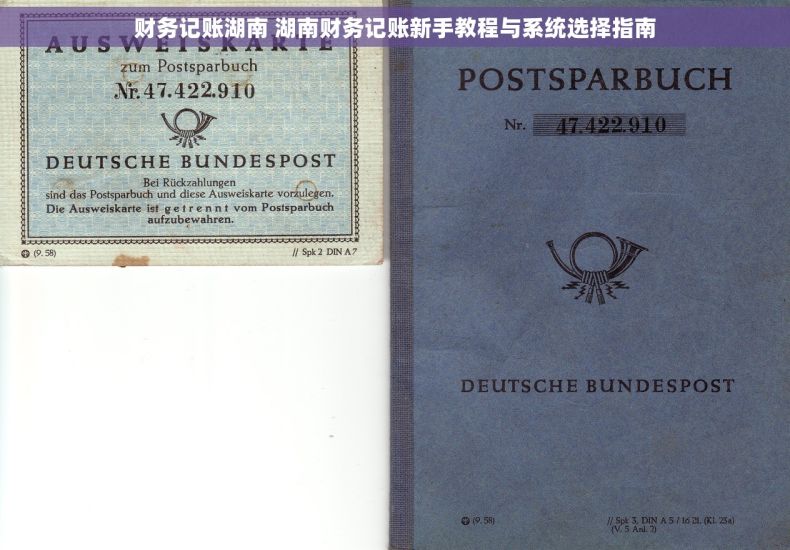 财务记账湖南 湖南财务记账新手教程与系统选择指南
AUSWEISKARTE
zum Postsparbuch
Nr. 47.422.910
DEUTSCHE BUNDESPOST
Bei Rückzahlungen
sind das Postsparbuch und diese Ausweiskarte vorzulegen.
Die Ausweiskarte ist getrennt vom Postsparbuch
aufzubewahren.
(9. 58)
// Spk 2 DIN A 7
POSTSPARBUCH
Nr. 47.422.910
DEUTSCHE BUNDESPOST
(9. 58)
// Spk 3, DIN A 5 / 16 Bl. (Kl. 23a)
(V, 5 Anl. 2)